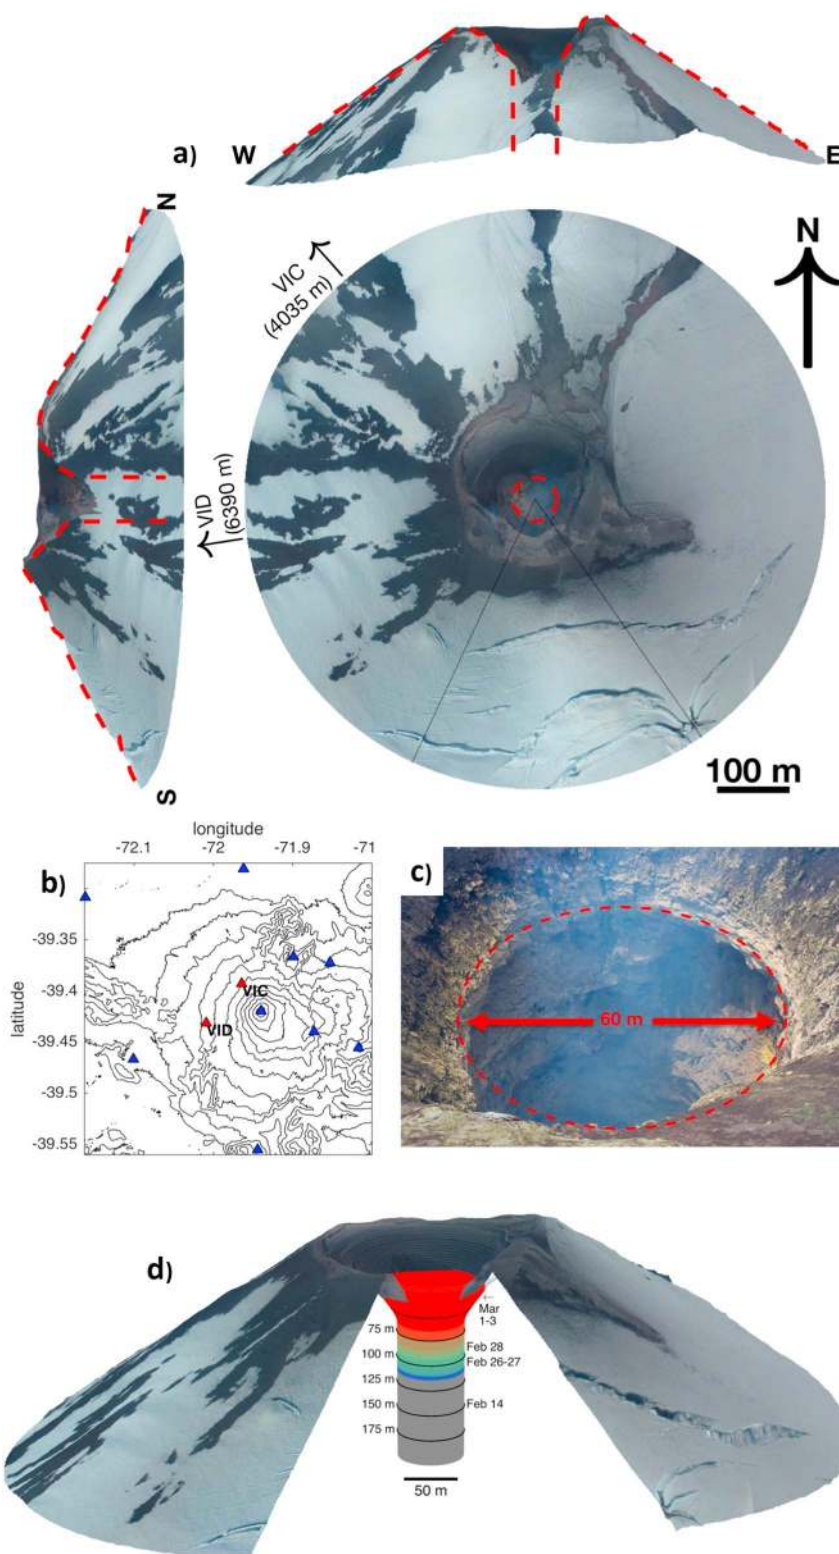 a)
W
E
N
VIC
(4035 m)
N
VID
(6390 m)
S
100 m
longitude
-72.1
-72
-71.9
-71
b)
latitude
-39.35
-39.4
-39.45
-39.5
-39.55
VIC
VID
c)
60 m
d)
Mar
1-3
75 m
Feb 28
100 m
Feb 26-27
125 m
150 m
Feb 14
175 m
50 m